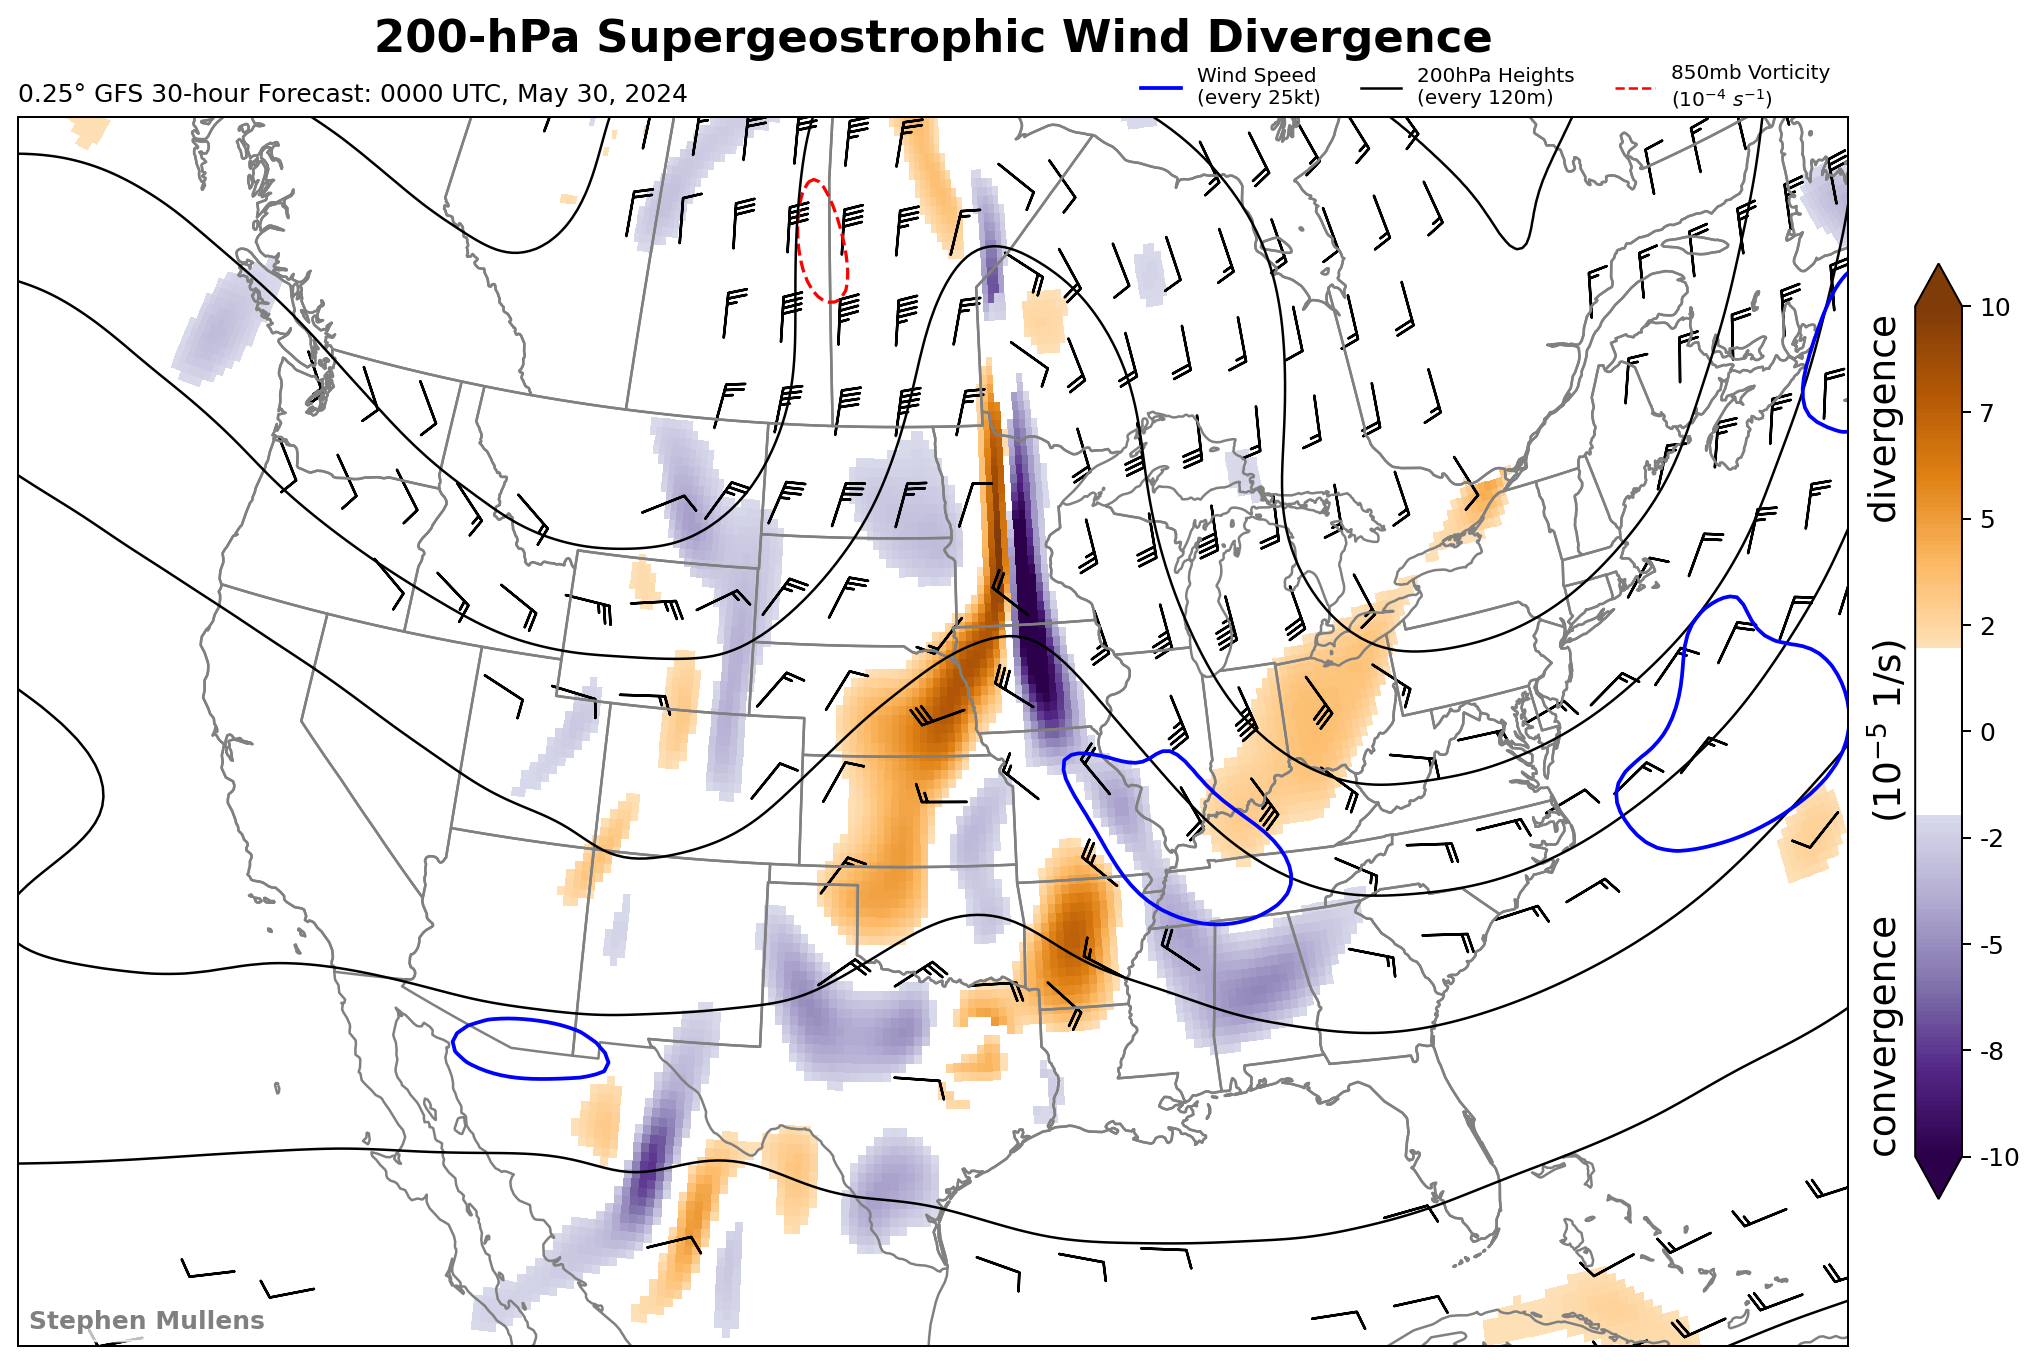 200-hPa Supergeostrophic Wind Divergence
0.25° GFS 30-hour Forecast: 0000 UTC, May 30, 2024
Wind Speed
(every 25kt)
200hPa Heights
(every 120m)
850mb Vorticity
(10⁻⁴ s⁻¹)
10
7
5
2
0
-2
-5
-8
-10
convergence (10⁻⁵ 1/s) divergence
Stephen Mullens